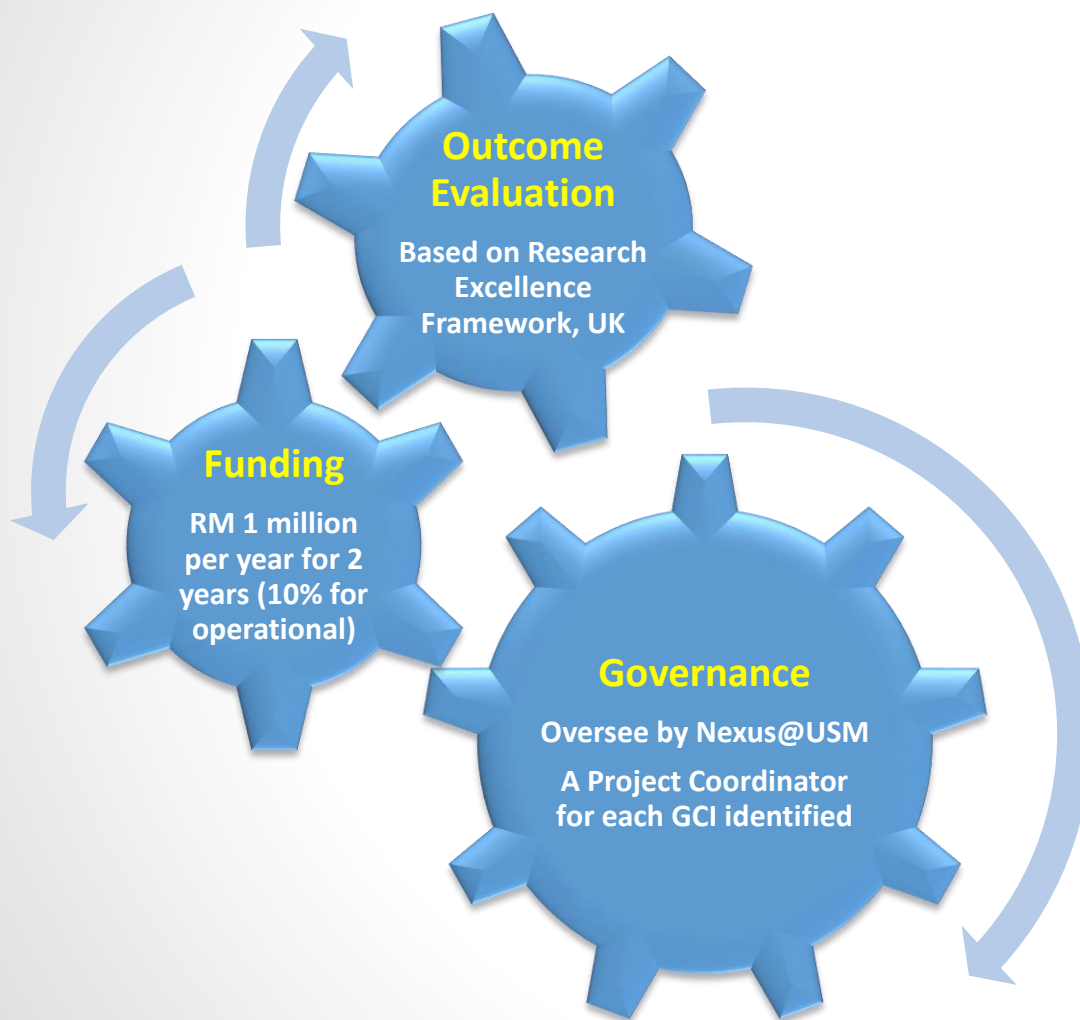 Outcome
Evaluation
Based on Research
Excellence
Framework, UK
Funding
RM 1 million
per year for 2
years (10% for
operational)
Governance
Oversee by Nexus@USM
A Project Coordinator
for each GCI identified